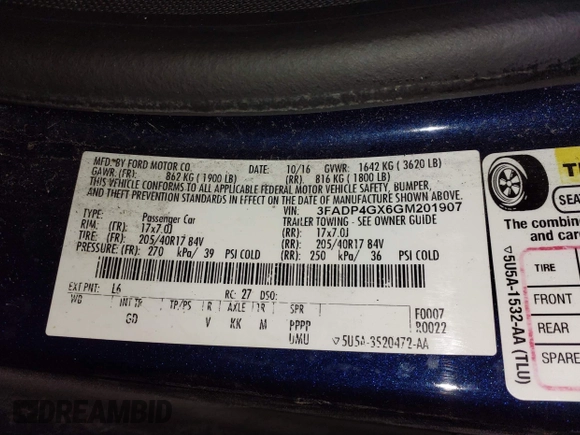 MFD. BY FORD MOTOR CO. DATE: 10/16 GVWR: 1642 KG ( 3620 LB)
GAWR: (FR): 862 KG ( 1900 LB) (RR): 816 KG ( 1800 LB)
THIS VEHICLE CONFORMS TO ALL APPLICABLE FEDERAL MOTOR VEHICLE SAFETY, BUMPER,
AND THEFT PREVENTION STANDARDS IN EFFECT ON THE DATE OF MANUFACTURE SHOWN ABOVE.
VIN: 3FADP4GX6GM201907
TYPE: Passenger Car TRAILER TOWING - SEE OWNER GUIDE
RIM: (FR): 17x7.0J (RR): 17x7.0J
TIRE: (FR): 205/40R17 84V (RR): 205/40R17 84V
PRESSURE: (FR): 270 kPa/ 39 PSI COLD (RR): 250 kPa/ 36 PSI COLD
EXT PNT: L6 RC: 27 DSO:
WB INT TR TP/PS R AXLE TR SPR F0007
GD V KK M PPPP R0022
UMU ▽5U5A-3520472-AA
SEA
The combine
and carg
TIRE
FRONT
REAR
SPARE
▽5U5A-1532-AA (TLU)
DREAMBID